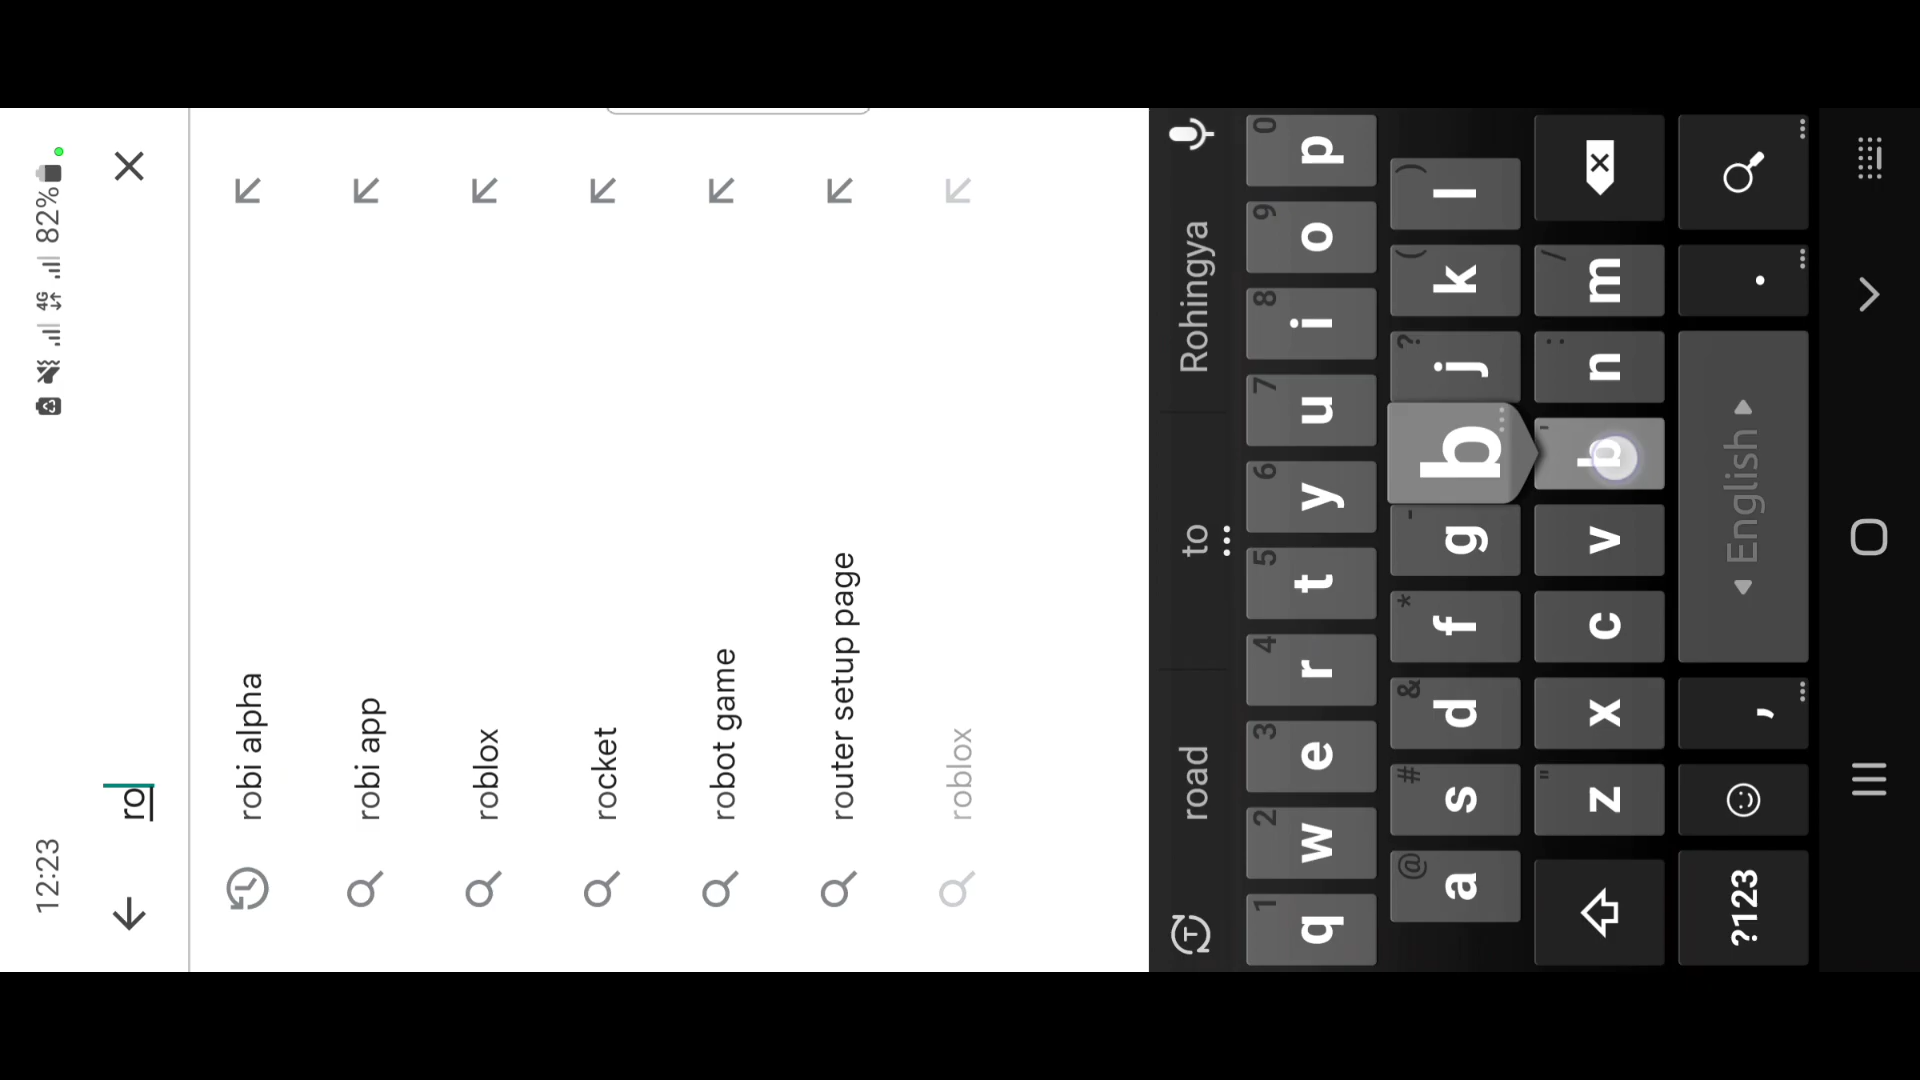 12:23 4G 82%
ro
robi alpha
robi app
roblox
rocket
robot game
router setup page
roblox
road to Rohingya
1 2 3 4 5 6 7 8 9 0
q w e r t y u i o p
@ # & * - ? ( )
a s d f g b j k l
" ' : /
z x c v b n m
?123 , English .